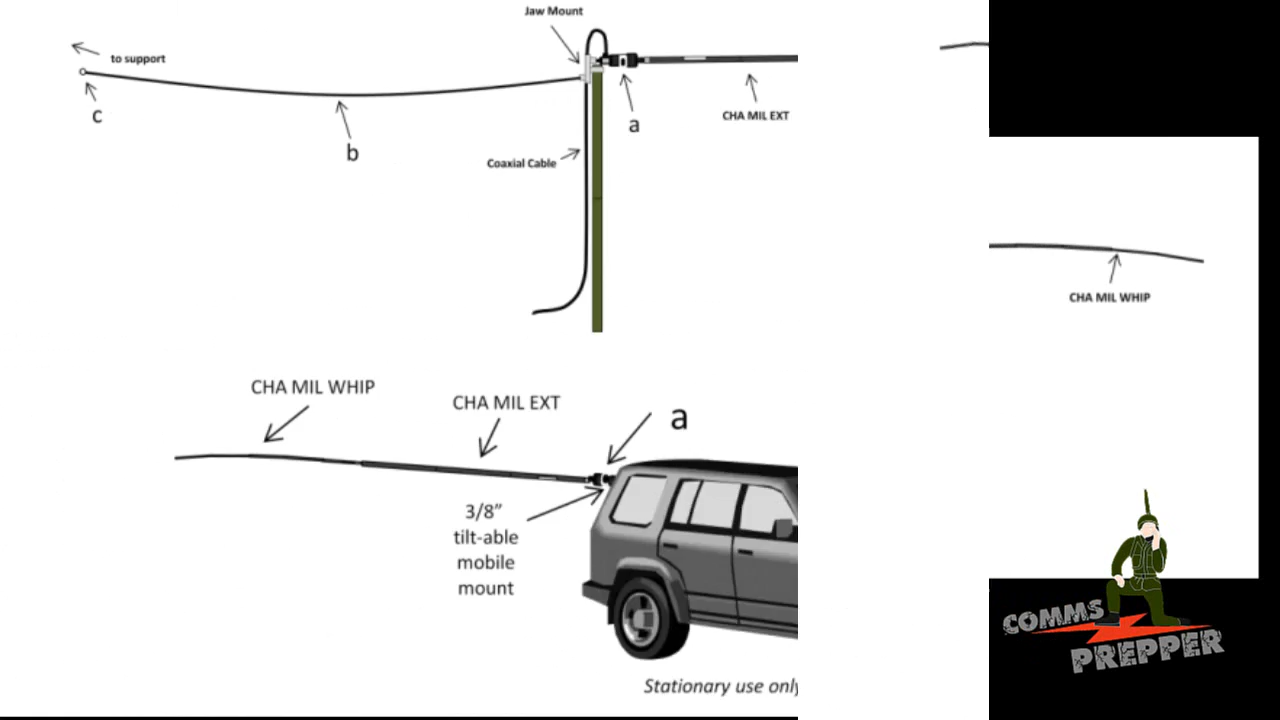 Jaw Mount
to support
c
b
a
CHA MIL EXT
Coaxial Cable
CHA MIL WHIP
CHA MIL WHIP
CHA MIL EXT
a
3/8”
tilt-able
mobile
mount
Stationary use only
COMMS
PREPPER